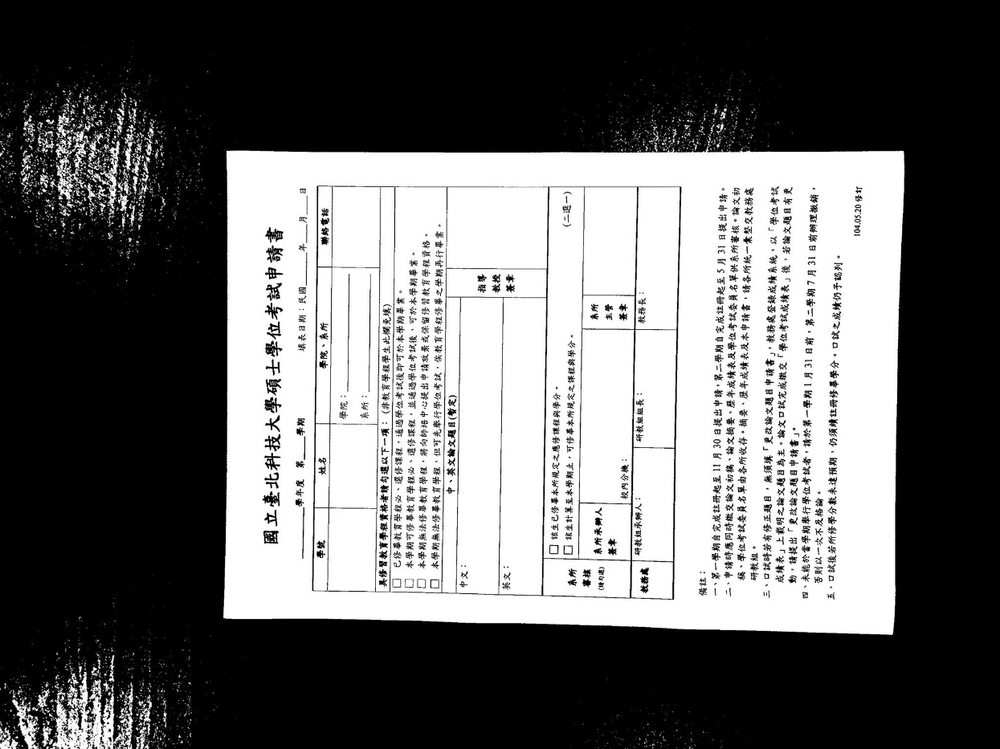 國立臺北科技大學碩士學位考試申請書
____學年度 第____學期 填表日期：民國____年____月____日
學號 姓名 學院、系所 聯絡電話
學院：
系所：
具修習教育學程資格者請勾選以下一項：(非教育學程學生此欄免填)
□ 已修畢教育學程必、選修課程，通過學位考試後即可於本學期畢業。
□ 本學期可修畢教育學程必、選修課程，並通過學位考試後，可於本學期畢業。
□ 本學期無法修畢教育學程，將向師培中心提出申請放棄或保留修習教育學程資格。
□ 本學期無法修畢教育學程，但可先舉行學位考試，俟教育學程修畢之學期再行畢業。
中、英文論文題目(暫定)
中文：
英文：
指導
教授
簽章
系所
審核
(請勾選)
□ 該生已修畢本所規定之應修課程與學分。
□ 該生計算至本學期止，可修畢本所規定之課程與學分。 (二選一)
系所承辦人
簽章
校內分機：
系所
主管
簽章
教務處 研教組承辦人： 研教組組長： 教務長：
備註：
一、第一學期自完成註冊起至 11 月 30 日提出申請，第二學期自完成註冊起至 5 月 31 日提出申請。
二、申請時應同時繳交論文初稿、論文摘要、歷年成績表及學位考試委員名單供系所審核。論文初
稿、學位考試委員名單由各所收存。摘要、歷年成績表及本申請書，請各所統一彙整交教務處
研教組。
三、口試時若有修正題目，無須填「更改論文題目申請書」，教務處登錄成績系統，以「學位考試
成績表」上載明之論文題目為主。論文口試完成繳交「學位考試成績表」後，若論文題目有更
動，請提出「更改論文題目申請書」。
四、未能於當學期舉行學位考試者，請於第一學期 1 月 31 日前，第二學期 7 月 31 日前辦理撤銷，
否則以一次不及格論。
五、口試後若所修學分數未達預期，仍須續註冊修畢學分。口試之成績仍予認列。
104.05.20 修訂